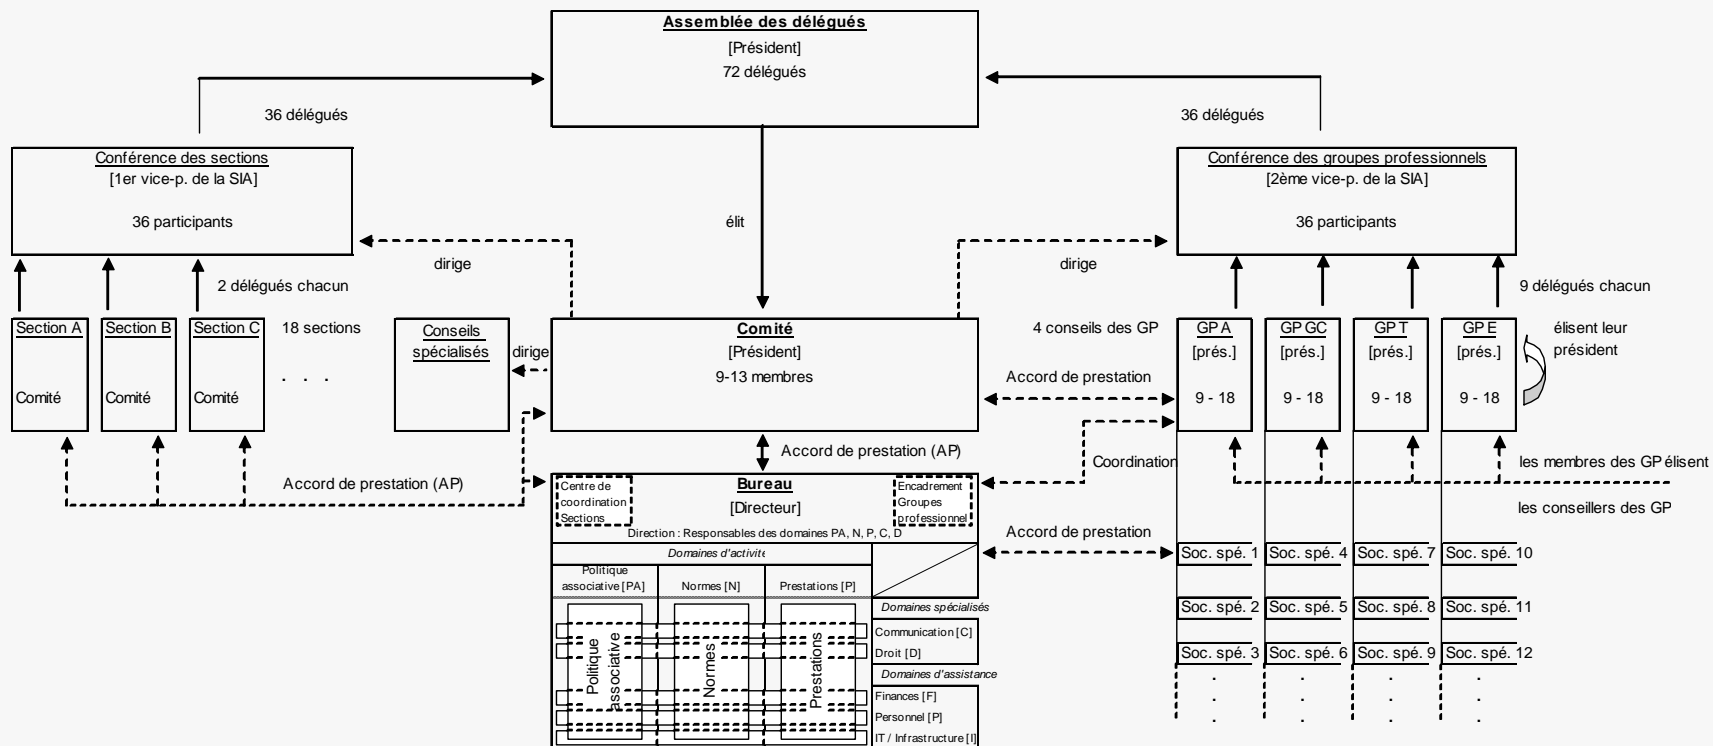 Assemblée des délégués
[Président]
72 délégués
36 délégués
36 délégués
Conférence des sections
[1er vice-p. de la SIA]
36 participants
Conférence des groupes professionnels
[2ème vice-p. de la SIA]
36 participants
élit
dirige
dirige
2 délégués chacun
9 délégués chacun
Section A
Comité
Section B
Comité
Section C
Comité
18 sections
. . .
Conseils
spécialisés
dirige
Comité
[Président]
9-13 membres
4 conseils des GP
GP A
[prés.]
9 - 18
GP GC
[prés.]
9 - 18
GP T
[prés.]
9 - 18
GP E
[prés.]
9 - 18
élisent leur
président
Accord de prestation
Accord de prestation (AP)
Coordination
les membres des GP élisent
les conseillers des GP
Accord de prestation (AP)
Centre de
coordination
Sections
Bureau
[Directeur]
Encadrement
Groupes
professionnel
Direction : Responsables des domaines PA, N, P, C, D
Accord de prestation
Domaines d'activité
Politique
associative [PA]
Normes [N]
Prestations [P]
Domaines spécialisés
Communication [C]
Droit [D]
Domaines d'assistance
Finances [F]
Personnel [P]
IT / Infrastructure [I]
Politique
associative
Normes
Prestations
Soc. spé. 1
Soc. spé. 4
Soc. spé. 7
Soc. spé. 10
Soc. spé. 2
Soc. spé. 5
Soc. spé. 8
Soc. spé. 11
Soc. spé. 3
Soc. spé. 6
Soc. spé. 9
Soc. spé. 12